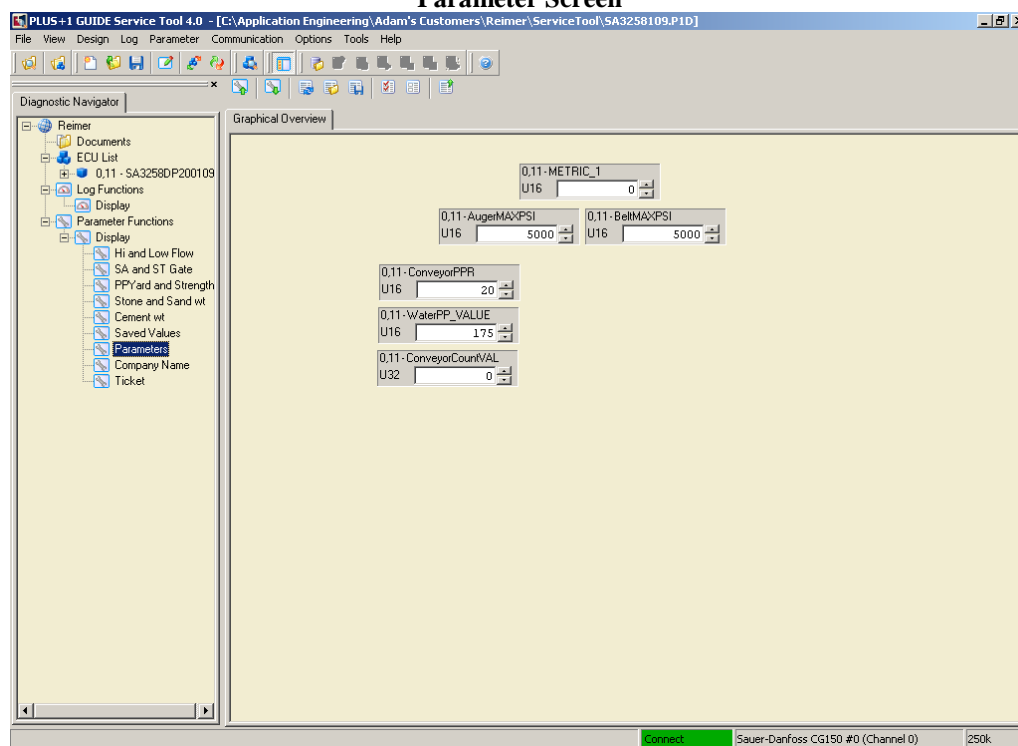 Parameter Screen
PLUS+1 GUIDE Service Tool 4.0 - [C:\Application Engineering\Adam's Customers\Reimer\ServiceTool\SA3258109.P1D]
File View Design Log Parameter Communication Options Tools Help
Diagnostic Navigator
Graphical Overview
Reimer
Documents
ECU List
0,11 - SA3258DP200109
Log Functions
Display
Parameter Functions
Display
Hi and Low Flow
SA and ST Gate
PPYard and Strength
Stone and Sand wt
Cement wt
Saved Values
Parameters
Company Name
Ticket
0,11-METRIC_1
U16 0
0,11-AugerMAXPSI 0,11-BeltMAXPSI
U16 5000 U16 5000
0,11-ConveyorPPR
U16 20
0,11-WaterPP_VALUE
U16 175
0,11-ConveyorCountVAL
U32 0
Connect Sauer-Danfoss CG150 #0 (Channel 0) 250k